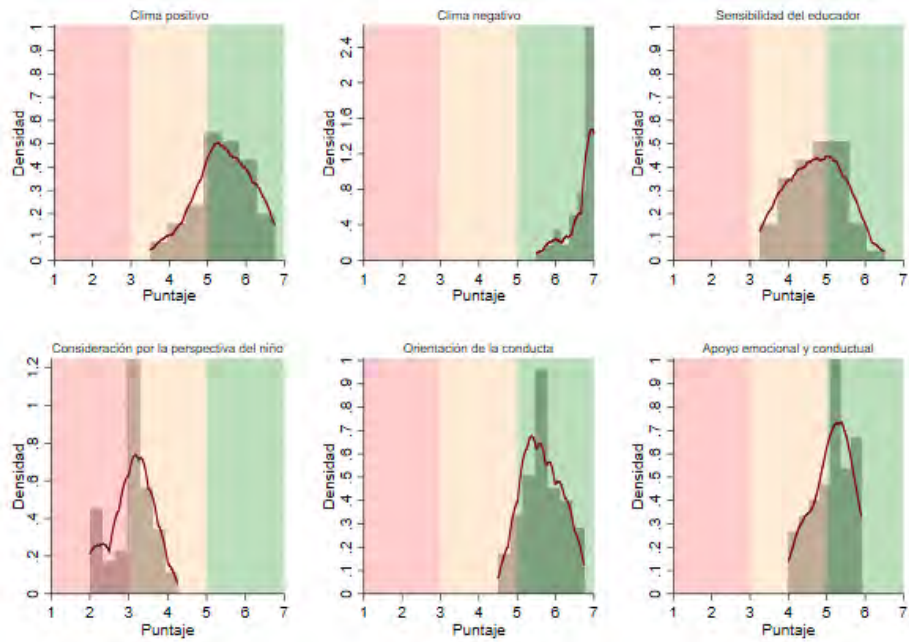 Clima positivo
Clima negativo
Sensibilidad del educador
Densidad
0 .1 .2 .3 .4 .5 .6 .7 .8 .9 1
1 2 3 4 5 6 7
Puntaje
Densidad
0 .4 .8 1.2 1.6 2 2.4
1 2 3 4 5 6 7
Puntaje
Densidad
0 .1 .2 .3 .4 .5 .6 .7 .8 .9 1
1 2 3 4 5 6 7
Puntaje
Consideración por la perspectiva del niño
Orientación de la conducta
Apoyo emocional y conductual
Densidad
0 .2 .4 .6 .8 1 1.2
1 2 3 4 5 6 7
Puntaje
Densidad
0 .1 .2 .3 .4 .5 .6 .7 .8 .9 1
1 2 3 4 5 6 7
Puntaje
Densidad
0 .1 .2 .3 .4 .5 .6 .7 .8 .9 1
1 2 3 4 5 6 7
Puntaje